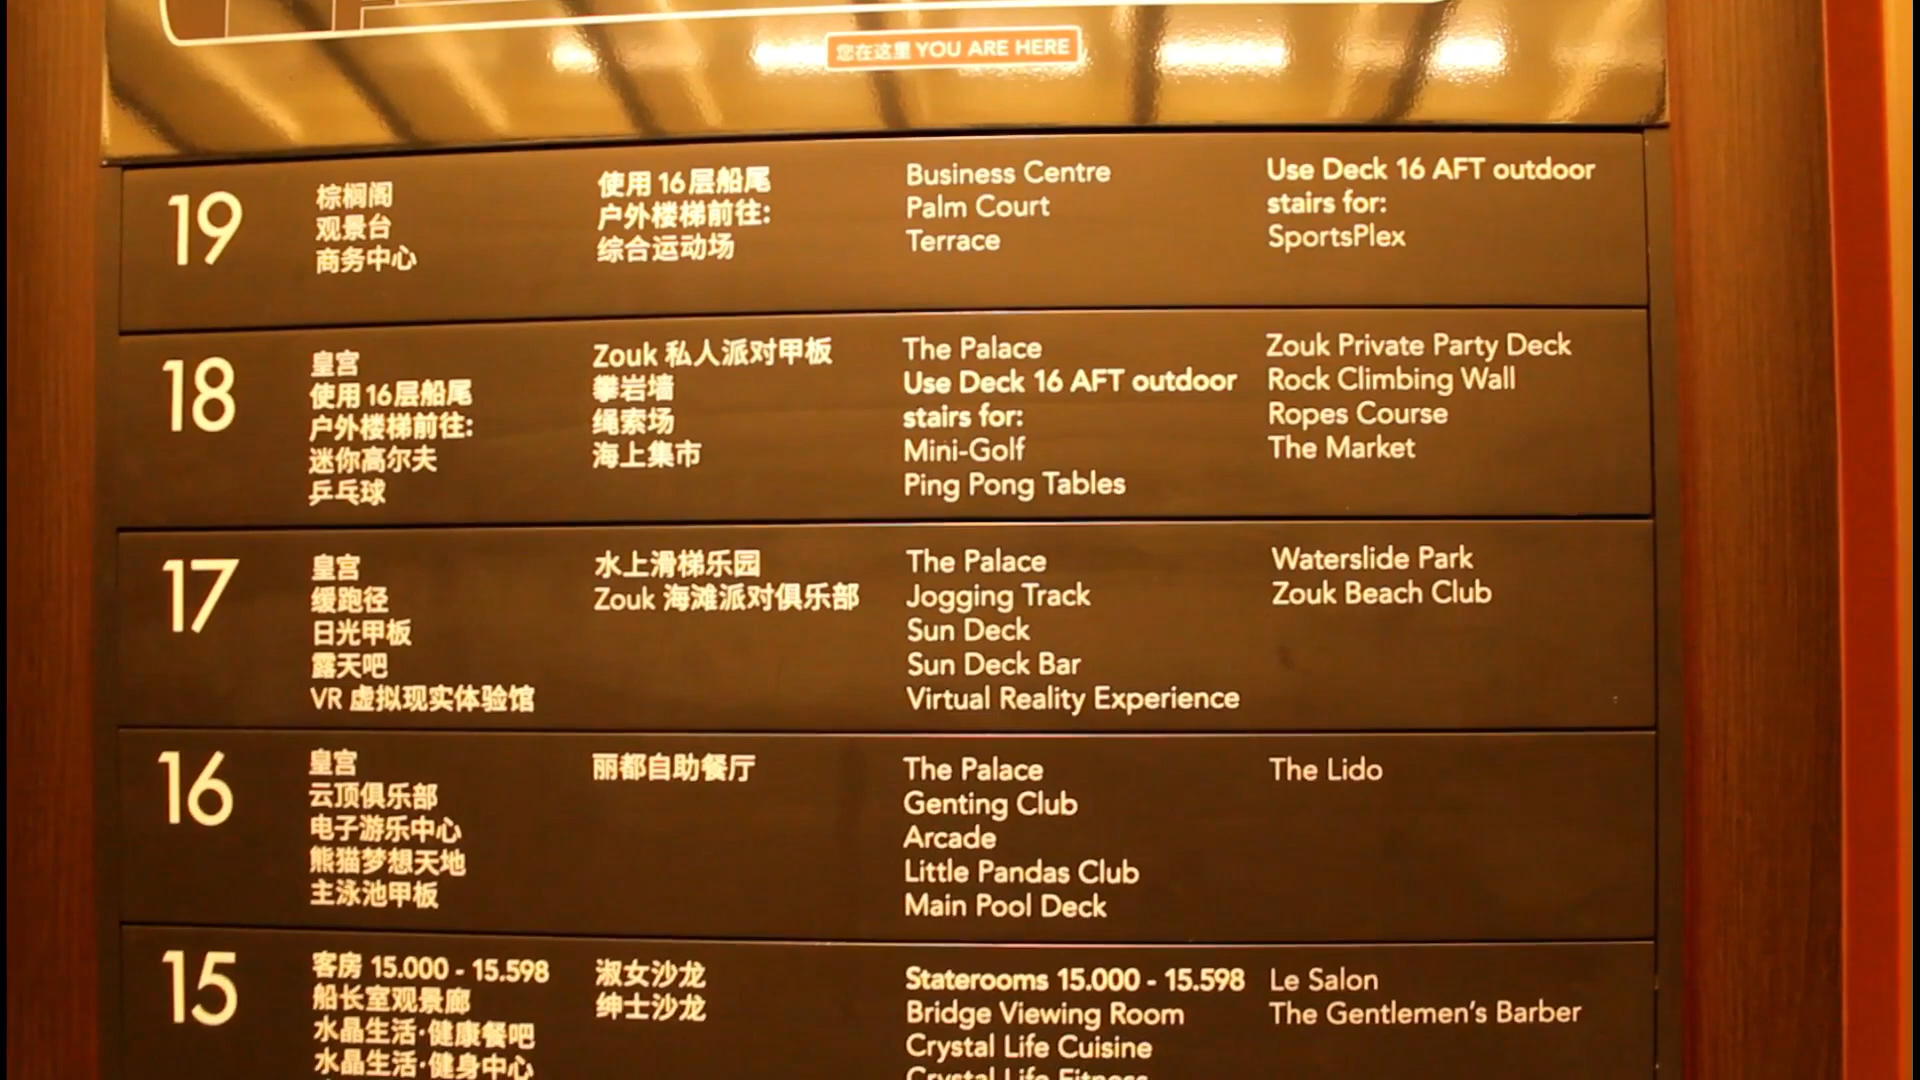 您在这里 YOU ARE HERE
19
棕榈阁
观景台
商务中心
使用16层船尾
户外楼梯前往:
综合运动场
Business Centre
Palm Court
Terrace
Use Deck 16 AFT outdoor
stairs for:
SportsPlex
18
皇宫
使用16层船尾
户外楼梯前往:
迷你高尔夫
乒乓球
Zouk 私人派对甲板
攀岩墙
绳索场
海上集市
The Palace
Use Deck 16 AFT outdoor
stairs for:
Mini-Golf
Ping Pong Tables
Zouk Private Party Deck
Rock Climbing Wall
Ropes Course
The Market
17
皇宫
缓跑径
日光甲板
露天吧
VR 虚拟现实体验馆
水上滑梯乐园
Zouk 海滩派对俱乐部
The Palace
Jogging Track
Sun Deck
Sun Deck Bar
Virtual Reality Experience
Waterslide Park
Zouk Beach Club
16
皇宫
云顶俱乐部
电子游乐中心
熊猫梦想天地
主泳池甲板
丽都自助餐厅
The Palace
Genting Club
Arcade
Little Pandas Club
Main Pool Deck
The Lido
15
客房 15.000 - 15.598
船长室观景廊
水晶生活·健康餐吧
水晶生活·健身中心
淑女沙龙
绅士沙龙
Staterooms 15.000 - 15.598
Bridge Viewing Room
Crystal Life Cuisine
Crystal Life Fitness
Le Salon
The Gentlemen's Barber